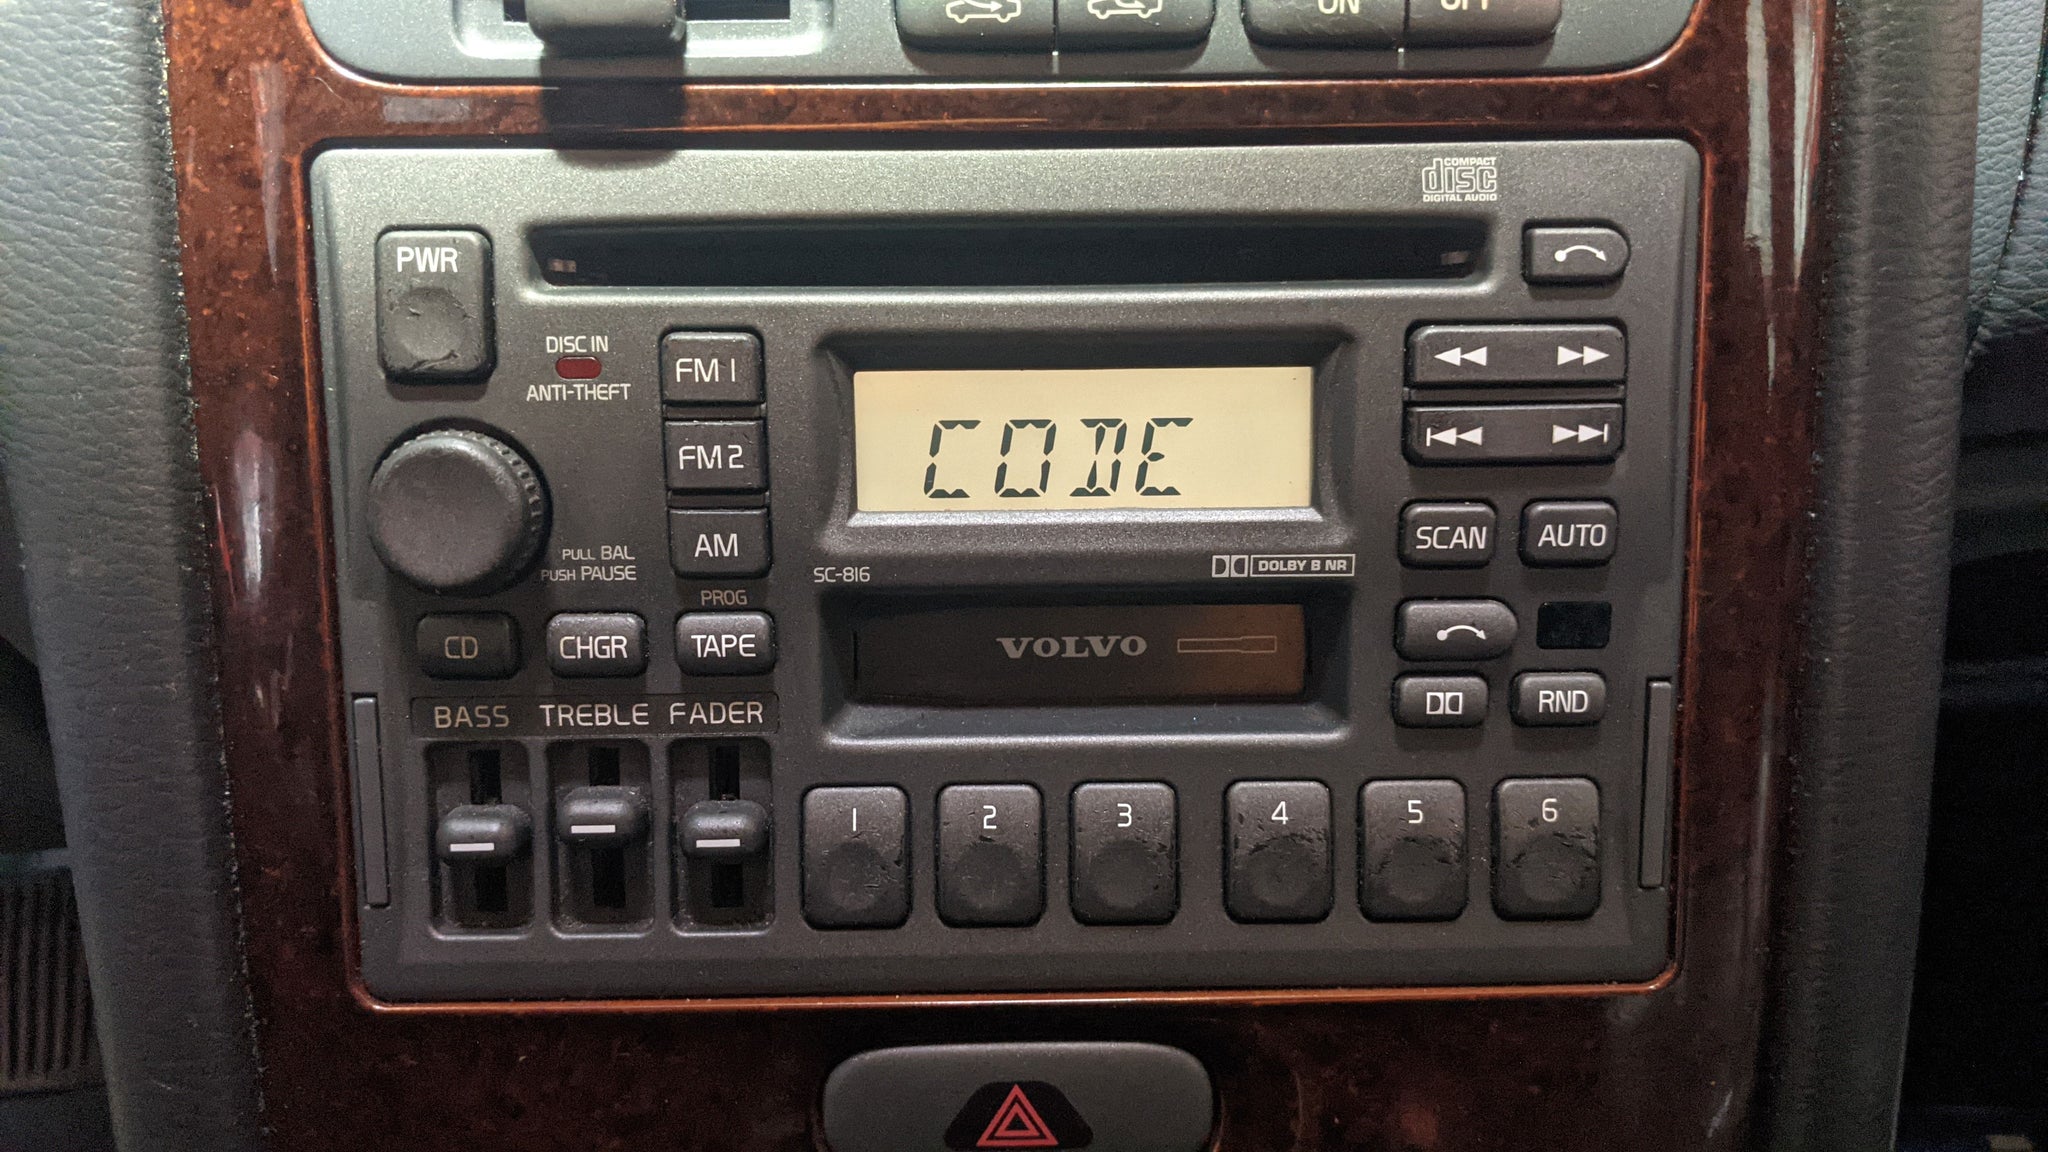 ON OFF
COMPACT
disc
DIGITAL AUDIO
PWR
DISC IN
ANTI-THEFT
FM 1
FM 2
AM
CODE
SCAN AUTO
PULL BAL
PUSH PAUSE
SC-816
DOLBY B NR
PROG
CD CHGR TAPE
VOLVO
RND
BASS TREBLE FADER
1 2 3 4 5 6